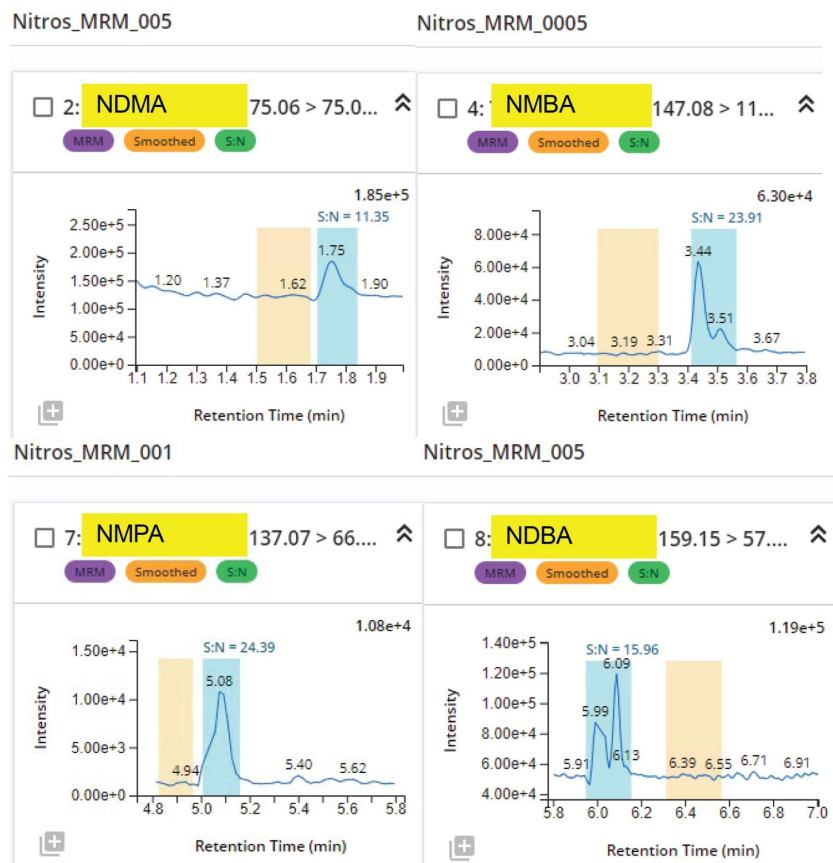 Nitros_MRM_005
2: NDMA 75.06 > 75.0...
MRM Smoothed S:N
1.85e+5
S:N = 11.35
2.50e+5
2.00e+5
1.50e+5
1.00e+5
5.00e+4
0.00e+0
Intensity
1.20 1.37 1.62 1.75 1.90
1.1 1.2 1.3 1.4 1.5 1.6 1.7 1.8 1.9
Retention Time (min)
Nitros_MRM_0005
4: NMBA 147.08 > 11...
MRM Smoothed S:N
6.30e+4
S:N = 23.91
8.00e+4
6.00e+4
4.00e+4
2.00e+4
0.00e+0
Intensity
3.04 3.19 3.31 3.44 3.51 3.67
3.0 3.1 3.2 3.3 3.4 3.5 3.6 3.7 3.8
Retention Time (min)
Nitros_MRM_001
7: NMPA 137.07 > 66....
MRM Smoothed S:N
1.08e+4
S:N = 24.39
1.50e+4
1.00e+4
5.00e+3
0.00e+0
Intensity
4.94 5.08 5.40 5.62
4.8 5.0 5.2 5.4 5.6 5.8
Retention Time (min)
Nitros_MRM_005
8: NDBA 159.15 > 57....
MRM Smoothed S:N
1.19e+5
S:N = 15.96
1.40e+5
1.20e+5
1.00e+5
8.00e+4
6.00e+4
4.00e+4
Intensity
5.91 5.99 6.09 6.13 6.39 6.55 6.71 6.91
5.8 6.0 6.2 6.4 6.6 6.8 7.0
Retention Time (min)